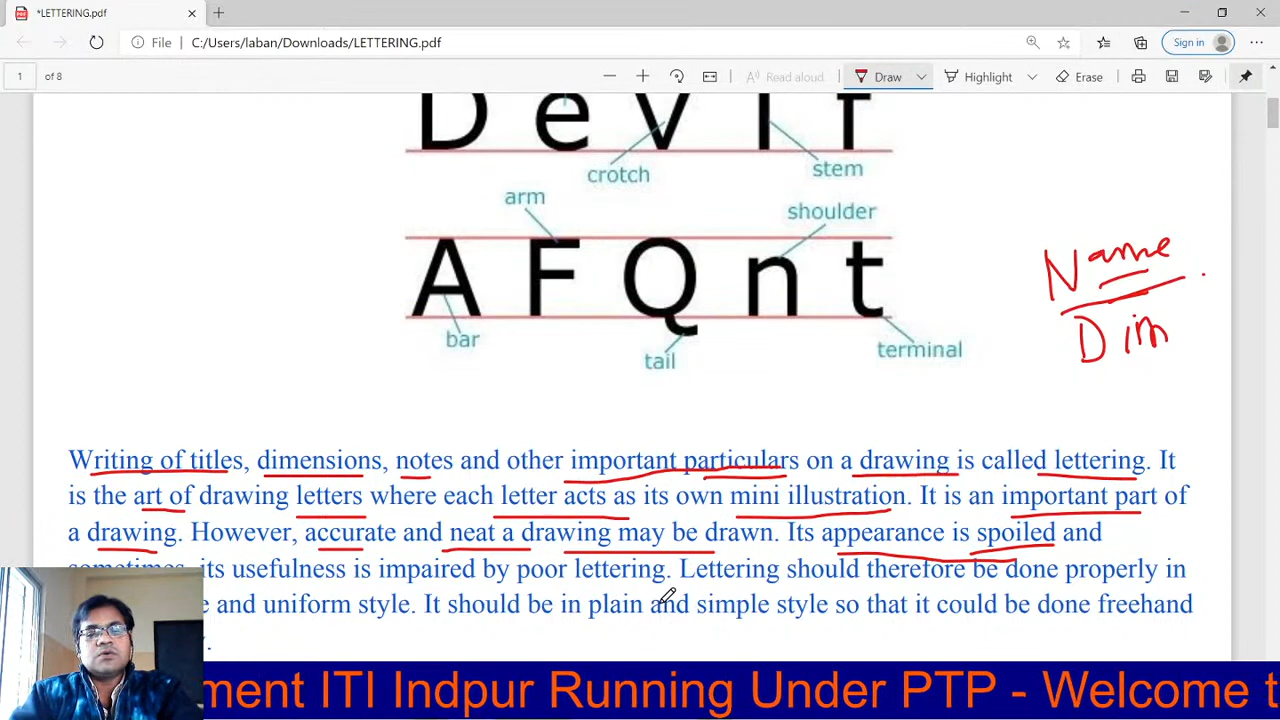 *LETTERING.pdf
File C:/Users/laban/Downloads/LETTERING.pdf Sign in
1 of 8 Read aloud Draw Highlight Erase
D e V f
crotch stem
arm shoulder
A F Q n t
bar tail terminal
Name
Dim
Writing of titles, dimensions, notes and other important particulars on a drawing is called lettering. It
is the art of drawing letters where each letter acts as its own mini illustration. It is an important part of
a drawing. However, accurate and neat a drawing may be drawn. Its appearance is spoiled and
sometimes, its usefulness is impaired by poor lettering. Lettering should therefore be done properly in
and uniform style. It should be in plain and simple style so that it could be done freehand
ment ITI Indpur Running Under PTP - Welcome t